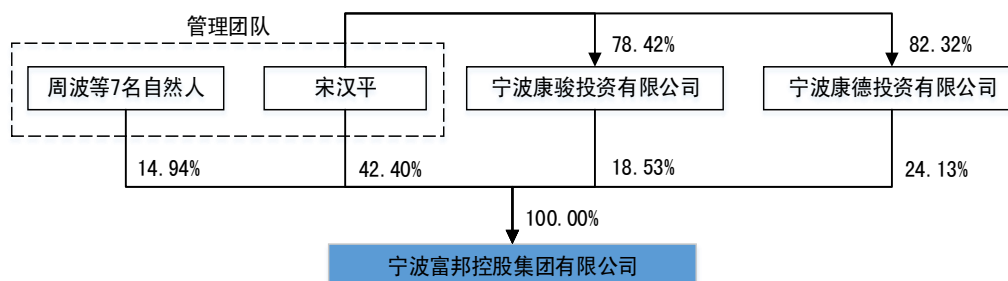 管理团队
78.42%
82.32%
周波等7名自然人
宋汉平
宁波康骏投资有限公司
宁波康德投资有限公司
14.94%
42.40%
18.53%
24.13%
100.00%
宁波富邦控股集团有限公司